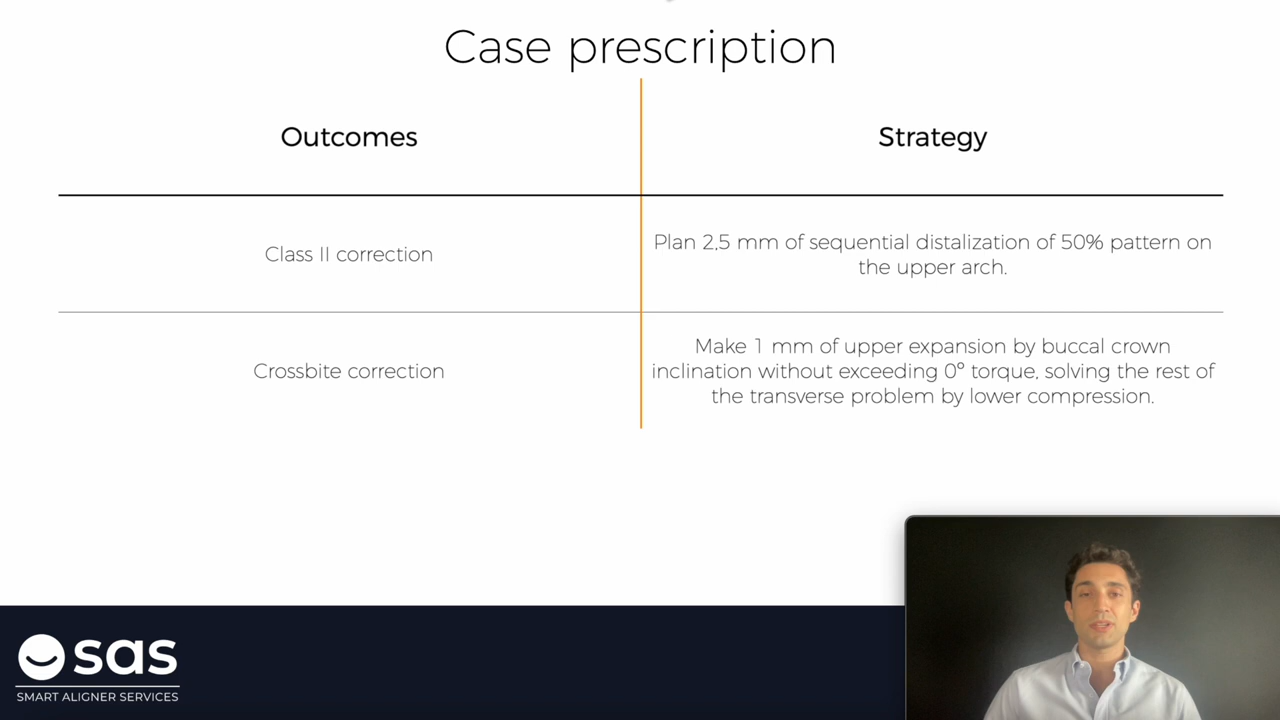 Case prescription
Outcomes
Strategy
Class II correction
Plan 2,5 mm of sequential distalization of 50% pattern on
the upper arch.
Crossbite correction
Make 1 mm of upper expansion by buccal crown
inclination without exceeding 0º torque, solving the rest of
the transverse problem by lower compression.
sas
SMART ALIGNER SERVICES